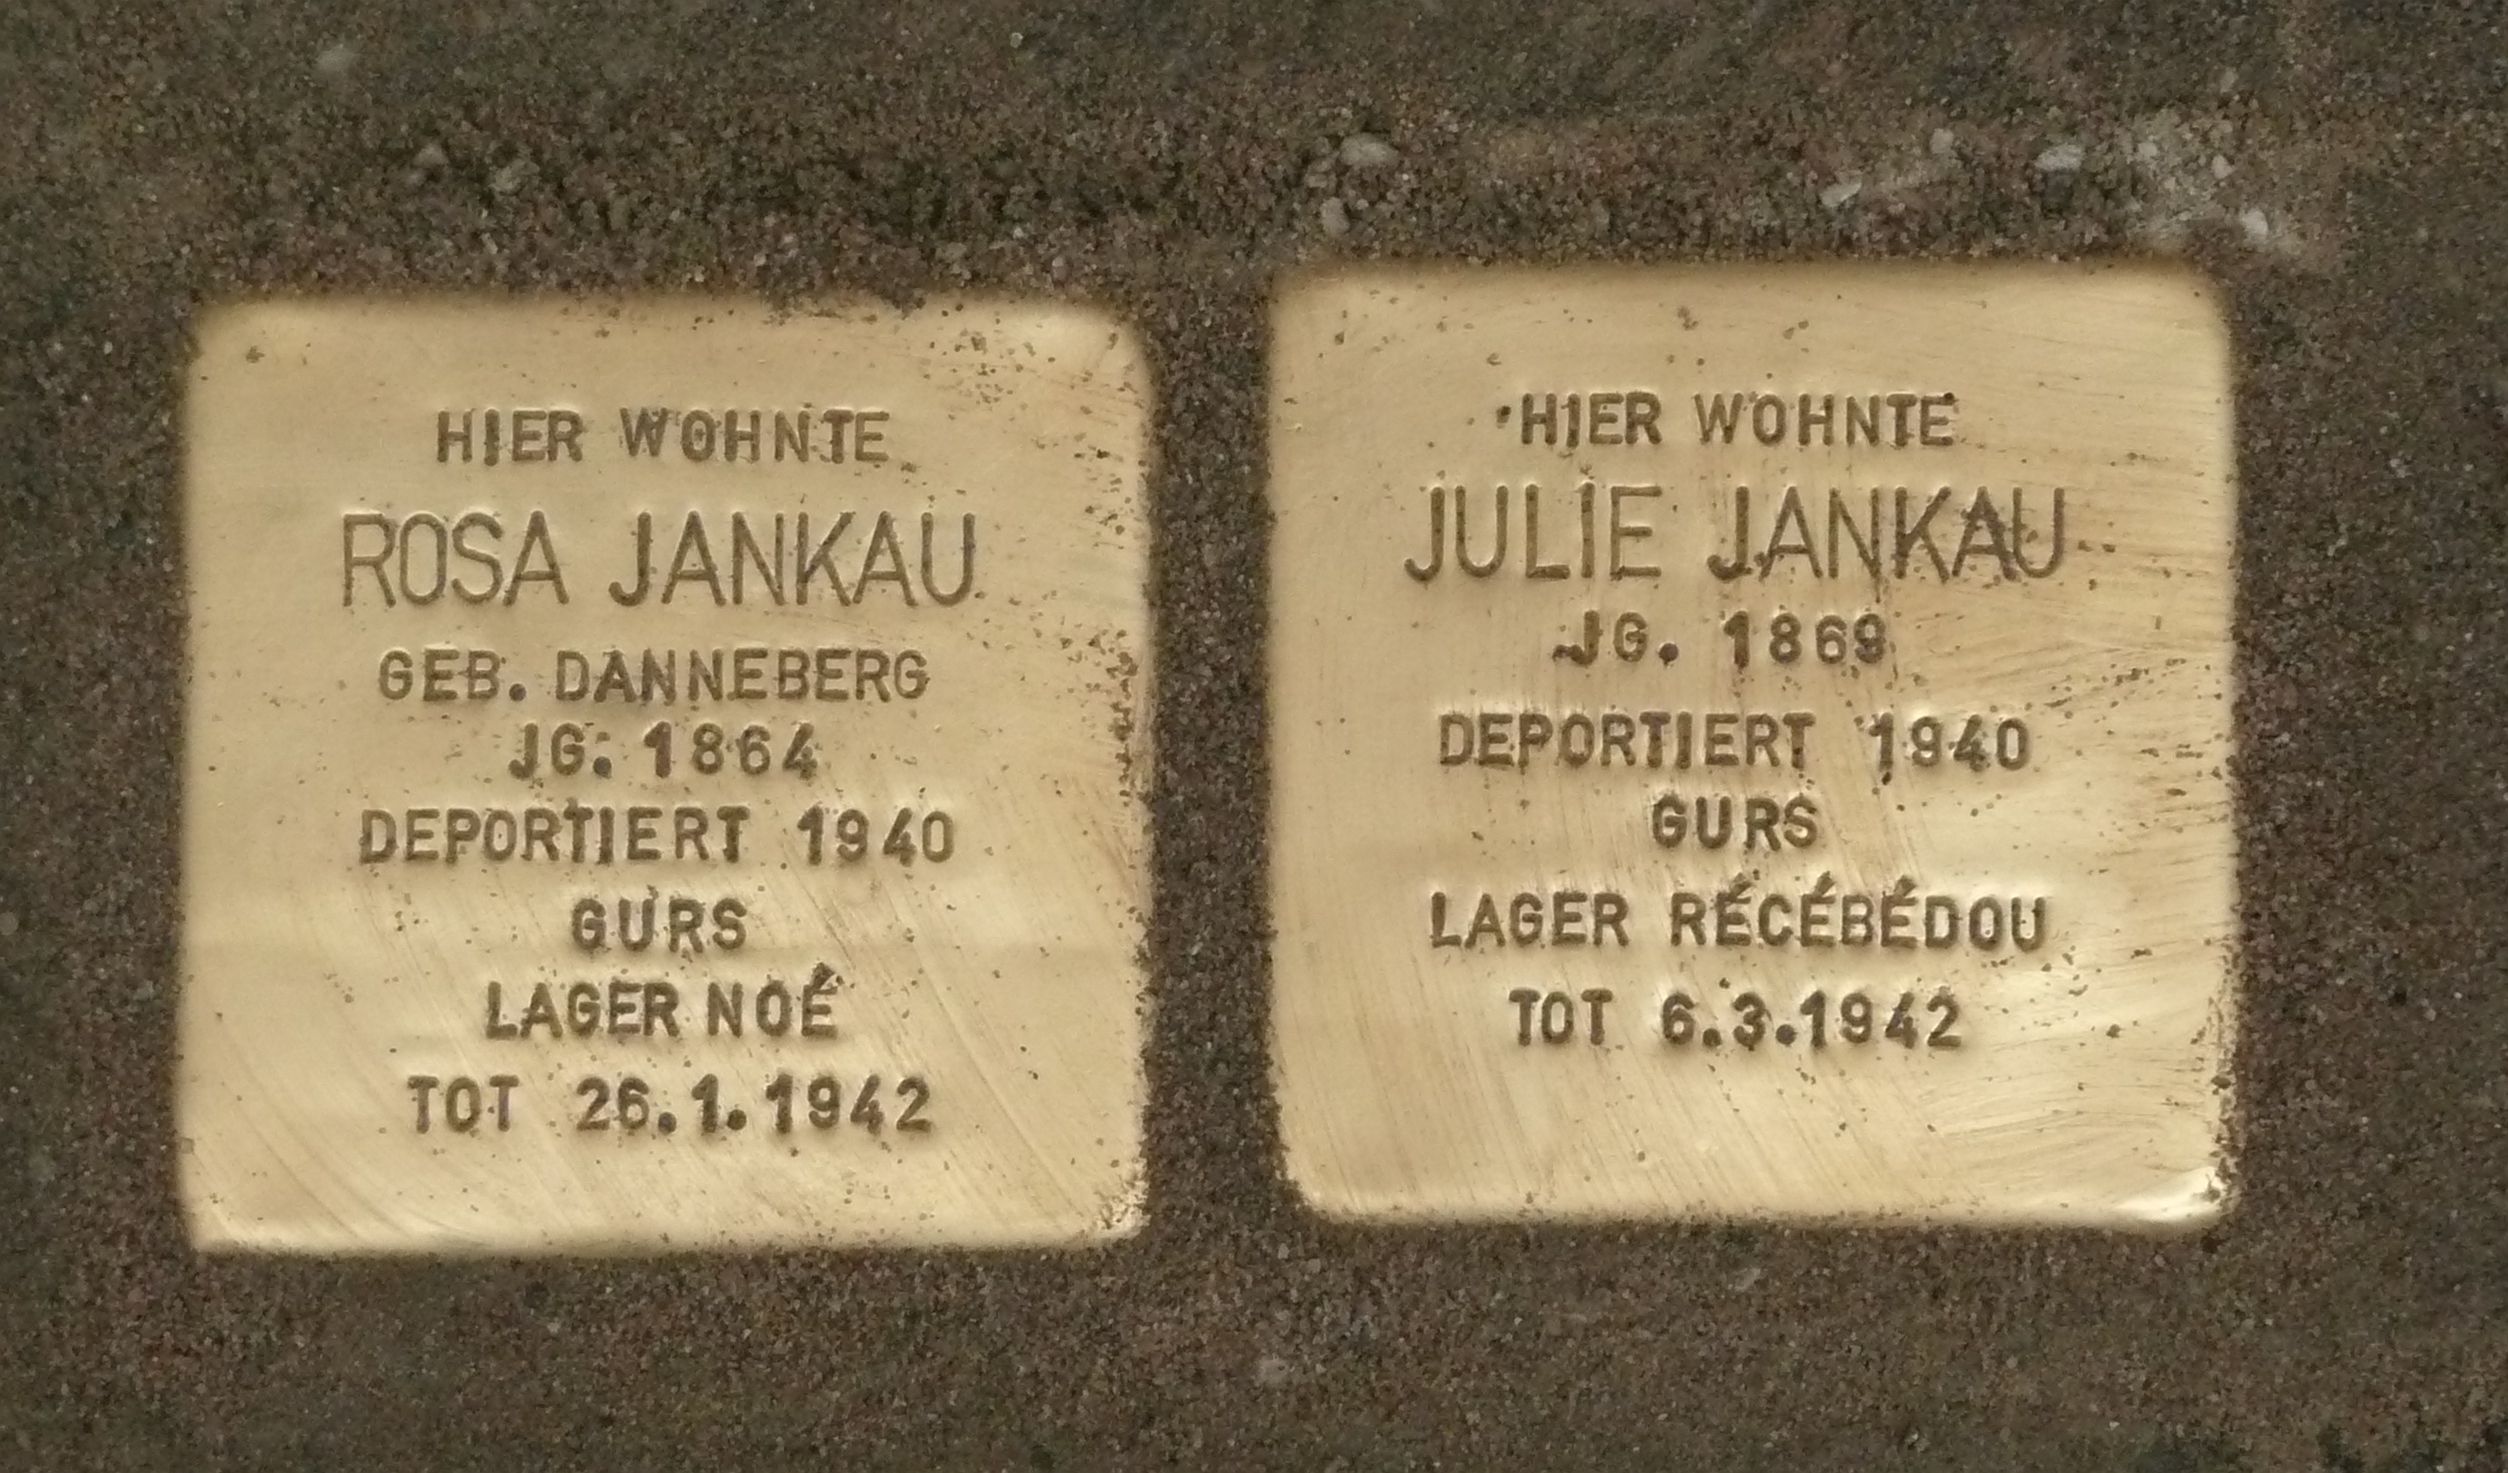 HIER WOHNTE
ROSA JANKAU
GEB. DANNEBERG
JG. 1864
DEPORTIERT 1940
GURS
LAGER NOÉ
TOT 26.1.1942
HIER WOHNTE
JULIE JANKAU
JG. 1869
DEPORTIERT 1940
GURS
LAGER RÉCÉBÉDOU
TOT 6.3.1942